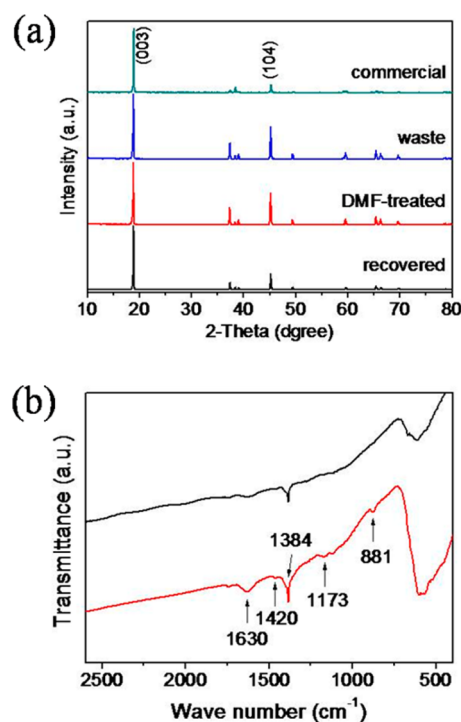 (a)
Intensity (a.u.)
(003)
(104)
commercial
waste
DMF-treated
recovered
10 20 30 40 50 60 70 80
2-Theta (dgree)
(b)
Transmittance (a.u.)
1384
881
1173
1420
1630
2500 2000 1500 1000 500
Wave number (cm⁻¹)